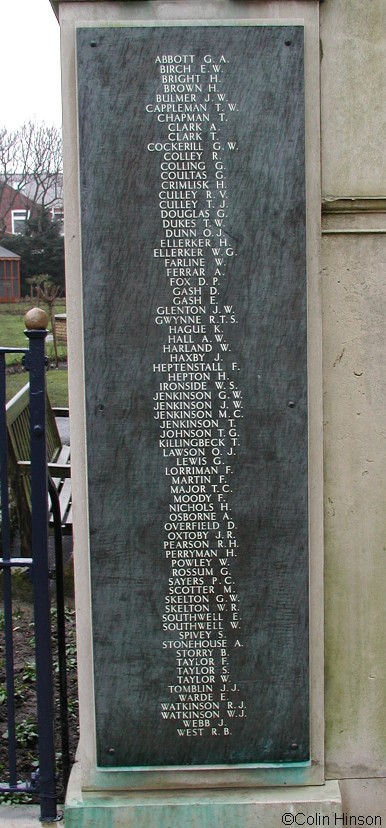 ABBOTT G. A.
BIRCH E. W.
BRIGHT H.
BROWN H.
BULMER J. W.
CAPPLEMAN T. W.
CHAPMAN T.
CLARK A.
CLARK T.
COCKERILL G. W.
COLLEY R.
COLLING G.
COULTAS G.
CRIMLISK H.
CULLEY R. V.
CULLEY T. J.
DOUGLAS G.
DUKES T. W.
DUNN O. J.
ELLERKER H.
ELLERKER W. G.
FARLINE W.
FERRAR A.
FOX D. P.
GASH D.
GASH E.
GLENTON J. W.
GWYNNE R. T. S.
HAGUE K.
HALL A. W.
HARLAND W.
HAXBY J.
HEPTENSTALL F.
HEPTON H.
IRONSIDE W. S.
JENKINSON G. W.
JENKINSON J. W.
JENKINSON M. C.
JENKINSON T.
JOHNSON T. G.
KILLINGBECK T.
LAWSON O. J.
LEWIS G.
LORRIMAN F.
MARTIN F.
MAJOR T. C.
MOODY F.
NICHOLS H.
OSBORNE A.
OVERFIELD D.
OXTOBY J. R.
PEARSON R. H.
PERRYMAN H.
POWLEY W.
ROSSUM G.
SAYERS P. C.
SCOTTER M.
SKELTON G. W.
SKELTON W. R.
SOUTHWELL E.
SOUTHWELL W.
SPIVEY S.
STONEHOUSE A.
STORRY B.
TAYLOR F.
TAYLOR S.
TAYLOR W.
TOMBLIN J. J.
WARDE E.
WATKINSON R. J.
WATKINSON W. J.
WEBB J.
WEST R. B.
©Colin Hinson